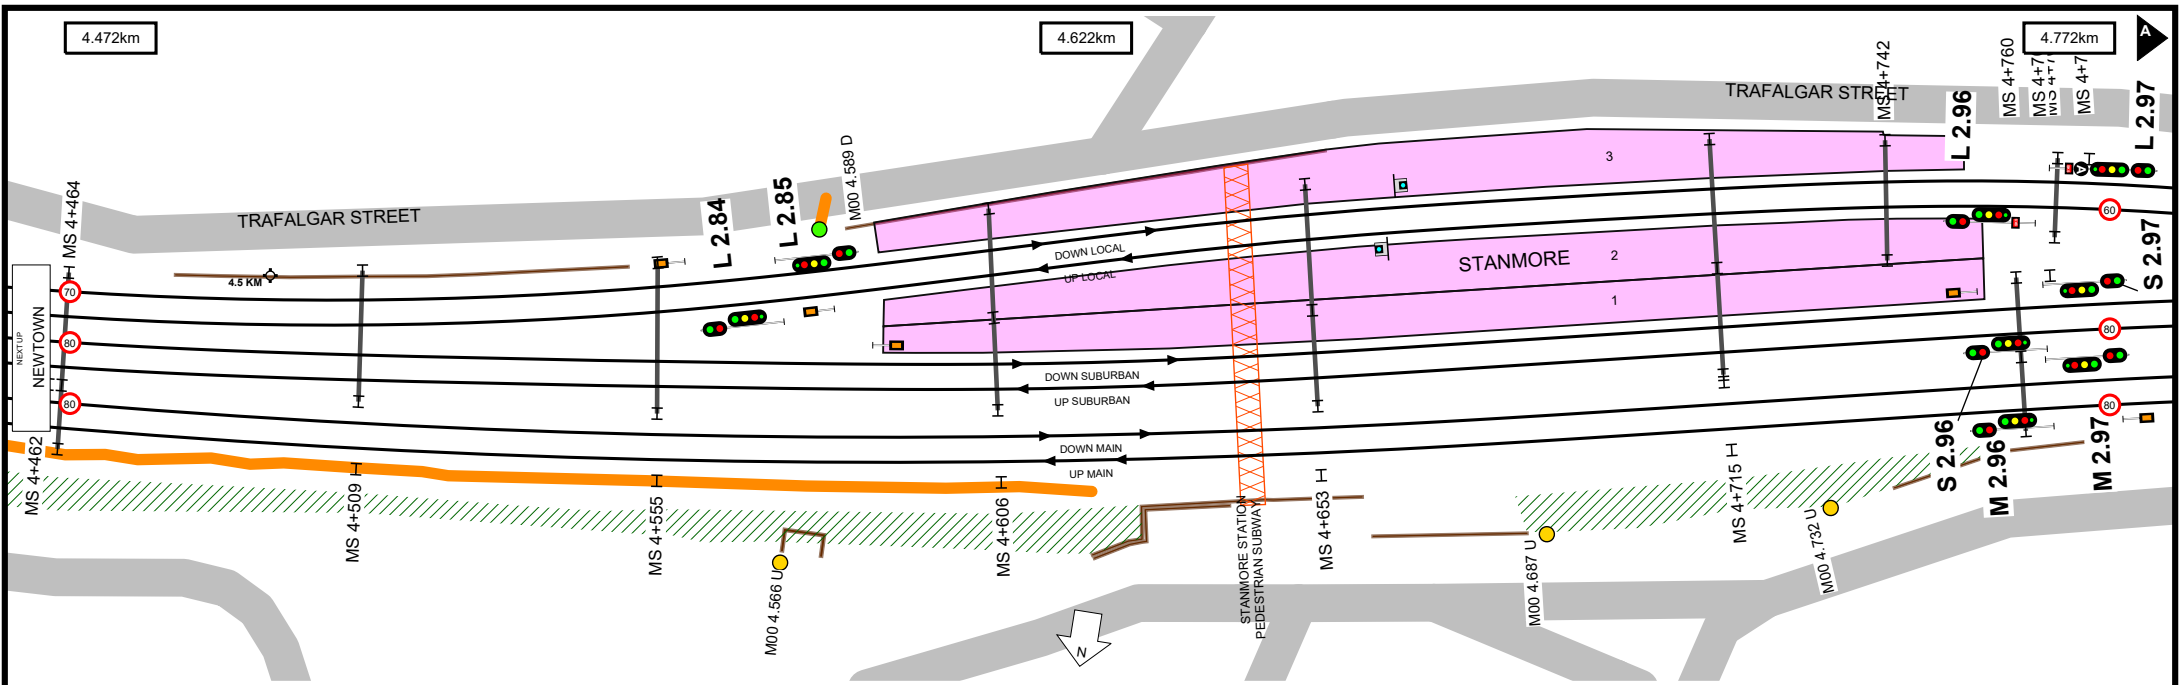 4.472km
4.622km
4.772km
A
TRAFALGAR STREET
TRAFALGAR STREET
MS 4+464
MS 4+742
MS 4+760
MS 4+7
L 2.96
L 2.97
L 2.84
L 2.85
M00 4.589 D
4.5 KM
70
80
80
60
80
80
NEXT UP
NEWTOWN
DOWN LOCAL
UP LOCAL
STANMORE
3
2
1
A
DOWN SUBURBAN
UP SUBURBAN
DOWN MAIN
UP MAIN
S 2.97
S 2.96
M 2.96
M 2.97
MS 4+462
MS 4+509
MS 4+555
MS 4+606
MS 4+653
MS 4+715
M00 4.566 U
M00 4.687 U
M00 4.732 U
STANMORE STATION
PEDESTRIAN SUBWAY
N